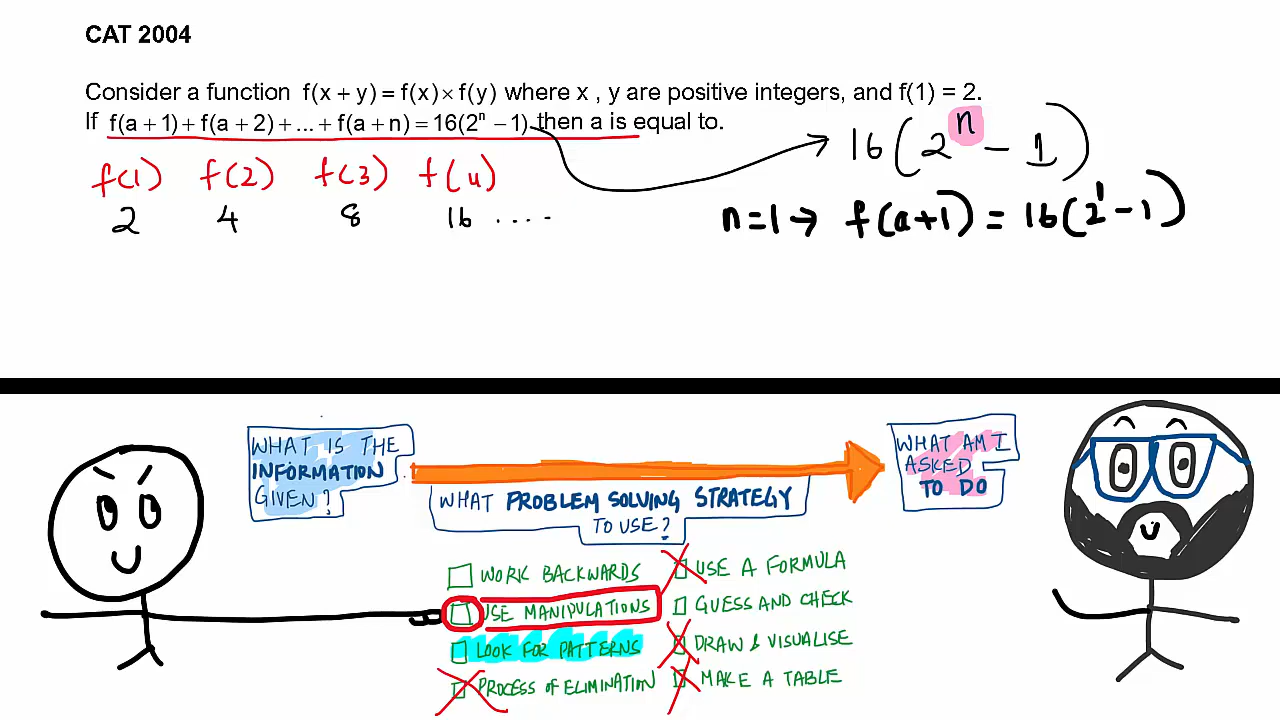 CAT 2004
Consider a function f(x + y) = f(x) × f(y) where x , y are positive integers, and f(1) = 2.
If f(a + 1) + f(a + 2) + ... + f(a + n) = 16(2ⁿ − 1) then a is equal to.
16(2ⁿ − 1)
f(1) f(2) f(3) f(4)
2 4 8 16 ....
n=1 → f(a+1) = 16(2¹ − 1)
WHAT IS THE
INFORMATION
GIVEN?
WHAT PROBLEM SOLVING STRATEGY
TO USE?
WHAT AM I
ASKED
TO DO
WORK BACKWARDS
USE MANIPULATIONS
LOOK FOR PATTERNS
PROCESS OF ELIMINATION
USE A FORMULA
GUESS AND CHECK
DRAW & VISUALISE
MAKE A TABLE